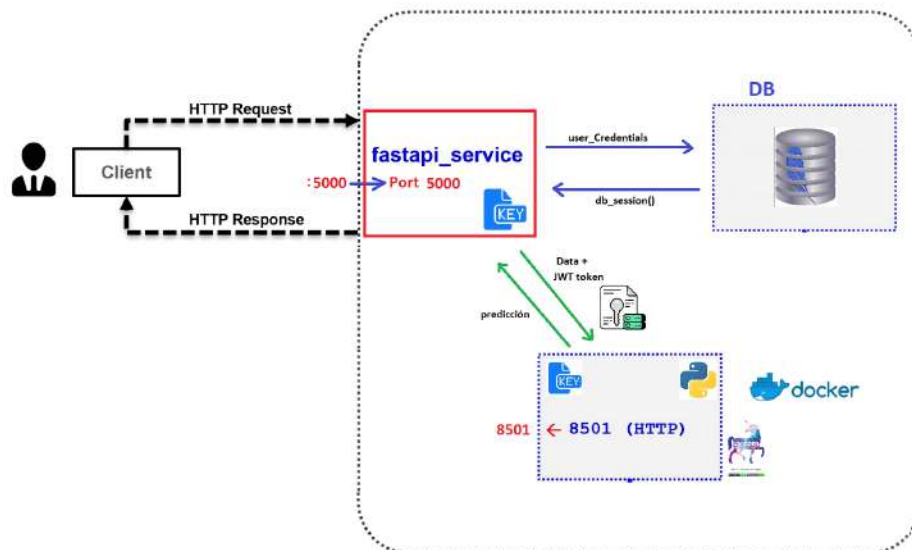 DB
HTTP Request
fastapi_service
user_Credentials
Client
:5000
Port 5000
KEY
db_session()
HTTP Response
Data +
JWT token
predicción
KEY
docker
8501
8501 (HTTP)